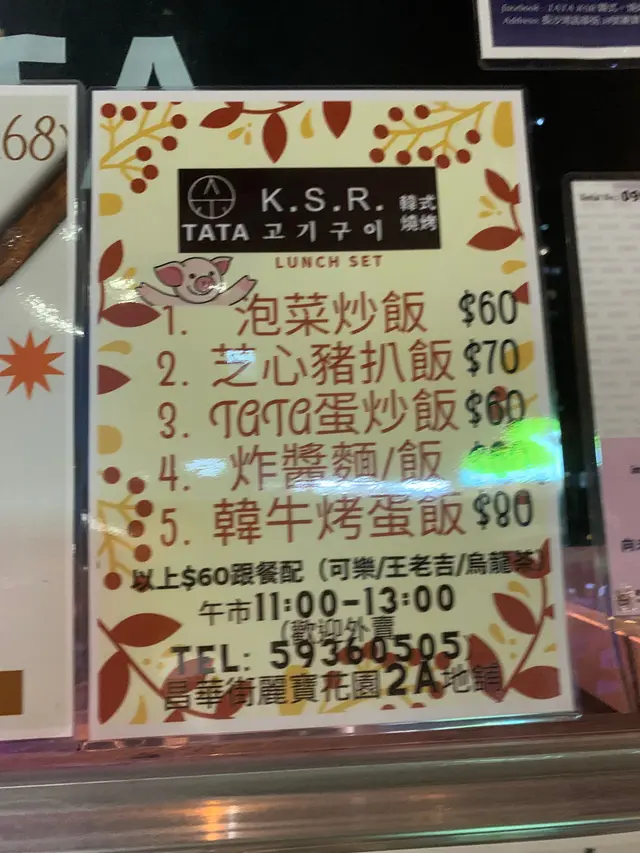 68
K.S.R. 韓式
TATA 고기구이 燒烤
LUNCH SET
1. 泡菜炒飯 $60
2. 芝心豬扒飯 $70
3. TATA蛋炒飯 $60
4. 炸醬麵/飯
5. 韓牛烤蛋飯 $80
以上$60跟餐配（可樂/王老吉/烏龍茶）
午市11:00-13:00
(歡迎外賣
TEL: 59360505)
昌華街麗寶花園2A地舖